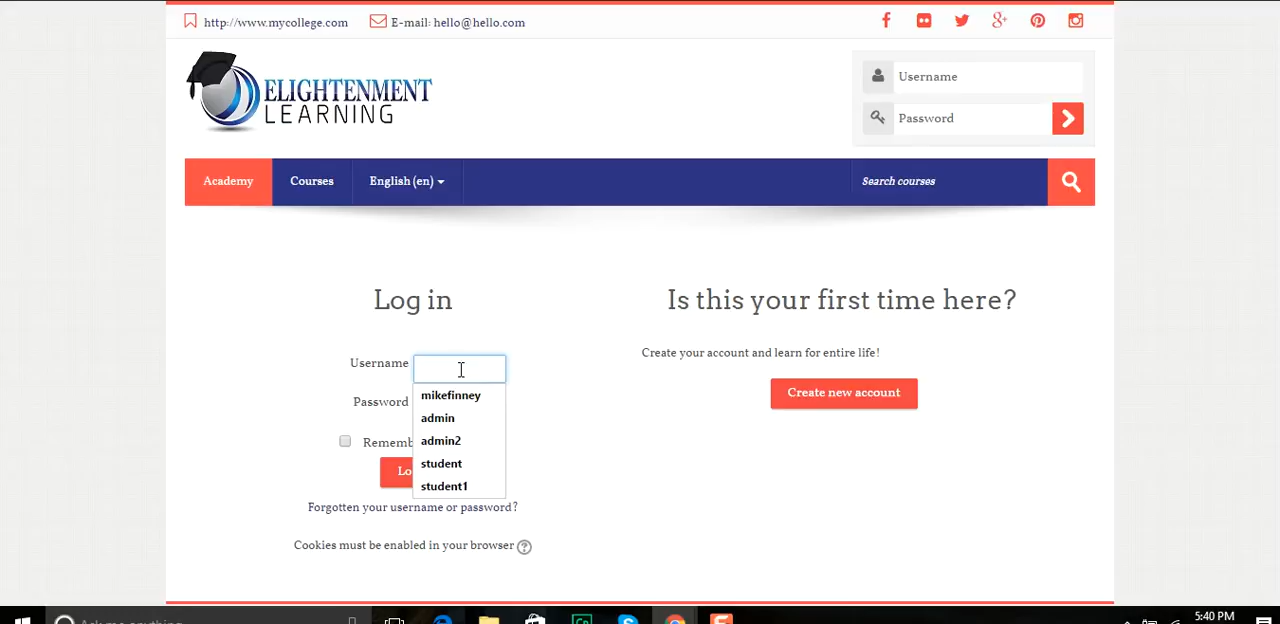 http://www.mycollege.com E-mail: hello@hello.com
ELIGHTENMENT
LEARNING
Username
Password
Academy Courses English (en) Search courses
Log in
Is this your first time here?
Username
mikefinney
Password
admin
admin2
Rememb
student
Lo
student1
Forgotten your username or password?
Cookies must be enabled in your browser
Create your account and learn for entire life!
Create new account
Ask me anything
5:40 PM